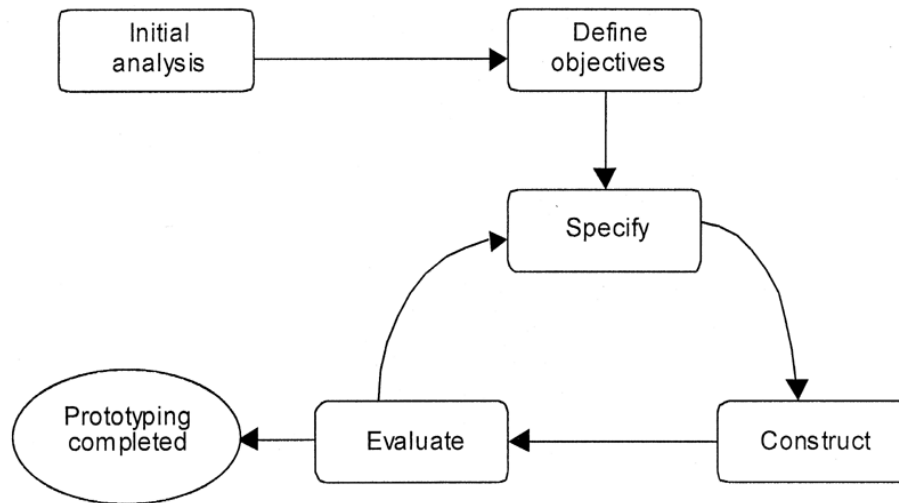 Initial
analysis
Define
objectives
Specify
Prototyping
completed
Evaluate
Construct